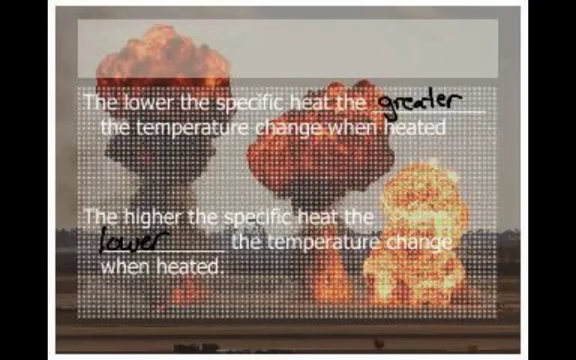 The lower the specific heat the greater
the temperature change when heated
The higher the specific heat the
lower the temperature change
when heated.